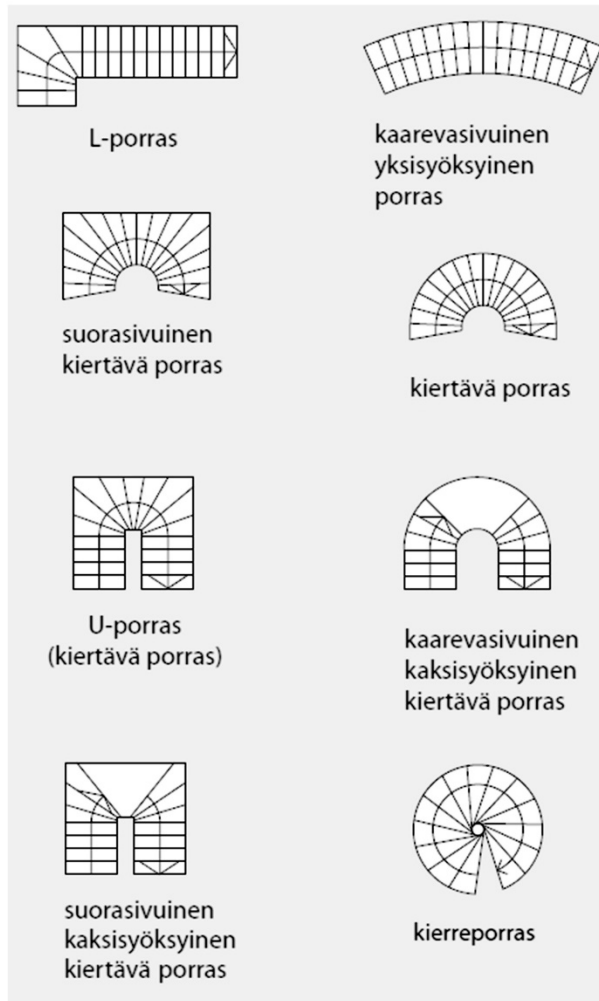 L-porras
kaarevasivuinen
yksisyöksyinen
porras
suorasivuinen
kiertävä porras
kiertävä porras
U-porras
(kiertävä porras)
kaarevasivuinen
kaksisyöksyinen
kiertävä porras
suorasivuinen
kaksisyöksyinen
kiertävä porras
kierreporras